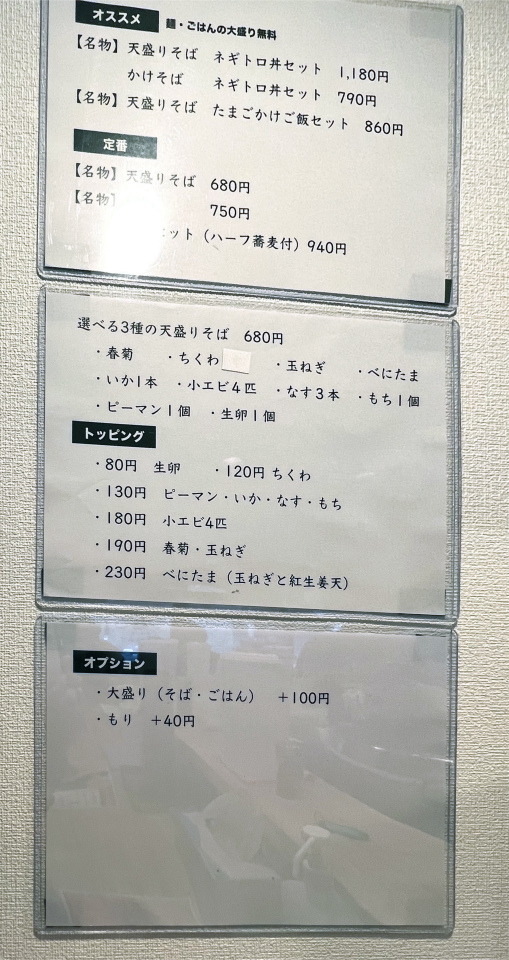 オススメ 麺・ごはんの大盛り無料
【名物】天盛りそば ネギトロ丼セット 1,180円
かけそば ネギトロ丼セット 790円
【名物】天盛りそば たまごかけご飯セット 860円
定番
【名物】天盛りそば 680円
【名物】 750円
ット（ハーフ蕎麦付）940円
選べる3種の天盛りそば 680円
・春菊 ・ちくわ ・玉ねぎ ・べにたま
・いか1本 ・小エビ4匹 ・なす3本 ・もち1個
・ピーマン1個 ・生卵1個
トッピング
・80円 生卵 ・120円 ちくわ
・130円 ピーマン・いか・なす・もち
・180円 小エビ4匹
・190円 春菊・玉ねぎ
・230円 べにたま（玉ねぎと紅生姜天）
オプション
・大盛り（そば・ごはん） +100円
・もり +40円